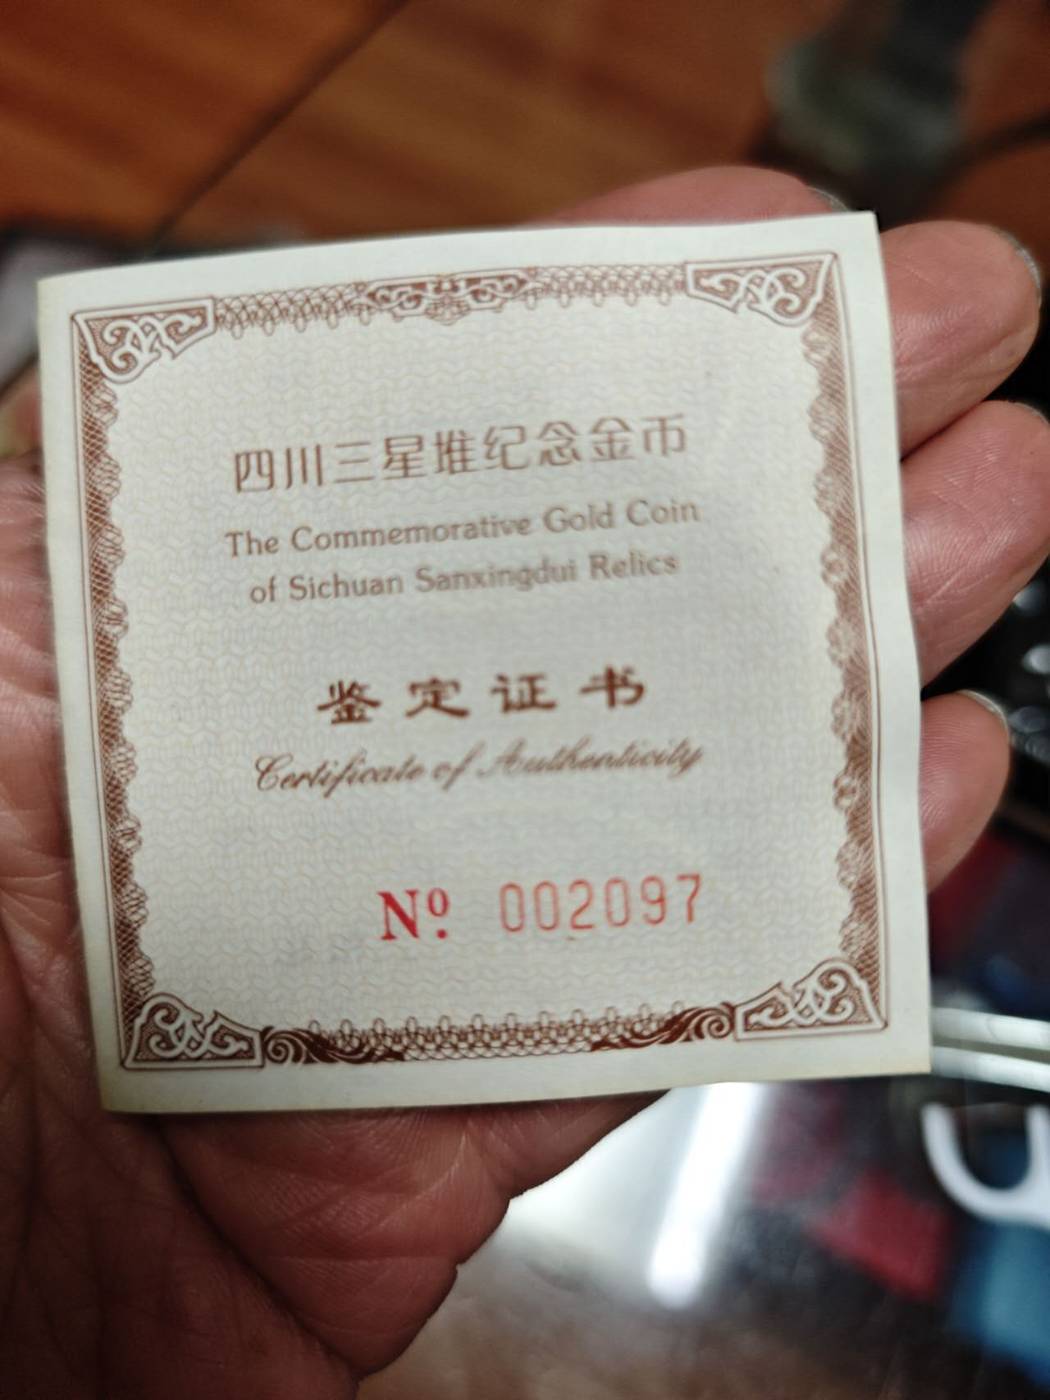 四川三星堆纪念金币
The Commemorative Gold Coin
of Sichuan Sanxingdui Relics
鉴定证书
Certificate of Authenticity
Nº. 002097